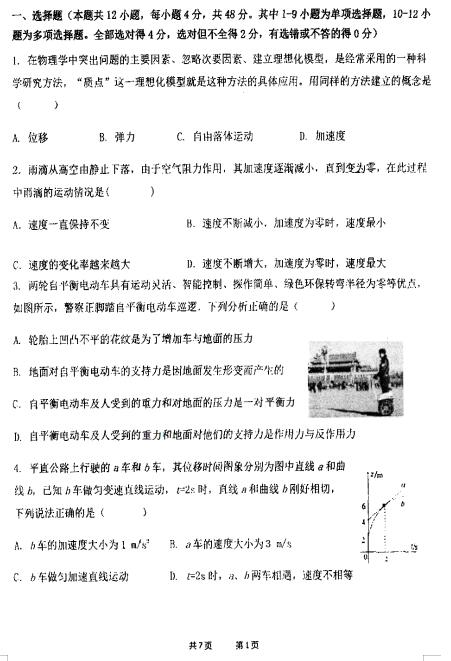 一、选择题（本题共12小题，每小题4分，共48分。其中1-9小题为单项选择题，10-12小
题为多项选择题。全部选对得4分，选对但不全得2分，有选错或不答的得0分）
1. 在物理学中突出问题的主要因素、忽略次要因素、建立理想化模型，是经常采用的一种科
学研究方法，“质点”这一理想化模型就是这种方法的具体应用。用同样的方法建立的概念是
（　　）
A. 位移 B. 弹力 C. 自由落体运动 D. 加速度
2. 雨滴从高空由静止下落，由于空气阻力作用，其加速度逐渐减小，直到变为零，在此过程
中雨滴的运动情况是(　　)
A. 速度一直保持不变 B. 速度不断减小，加速度为零时，速度最小
C. 速度的变化率越来越大 D. 速度不断增大，加速度为零时，速度最大
3. 两轮自平衡电动车具有运动灵活、智能控制、操作简单、绿色环保转弯半径为零等优点，
如图所示，警察正脚踏自平衡电动车巡逻．下列分析正确的是（　　）
A. 轮胎上凹凸不平的花纹是为了增加车与地面的压力
B. 地面对自平衡电动车的支持力是因地面发生形变而产生的
C. 自平衡电动车及人受到的重力和对地面的压力是一对平衡力
D. 自平衡电动车及人受到的重力和地面对他们的支持力是作用力与反作用力
4. 平直公路上行驶的a车和b车，其位移时间图象分别为图中直线a和曲
线b，已知b车做匀变速直线运动，t=2s时，直线a和曲线b刚好相切，
下列说法正确的是（　　）
x/m
a
b
6
4
2
0
2
t/s
A. b车的加速度大小为1 m/s² B. a车的速度大小为3 m/s
C. b车做匀加速直线运动 D. t=2s时，a、b两车相遇，速度不相等
共7页 第1页